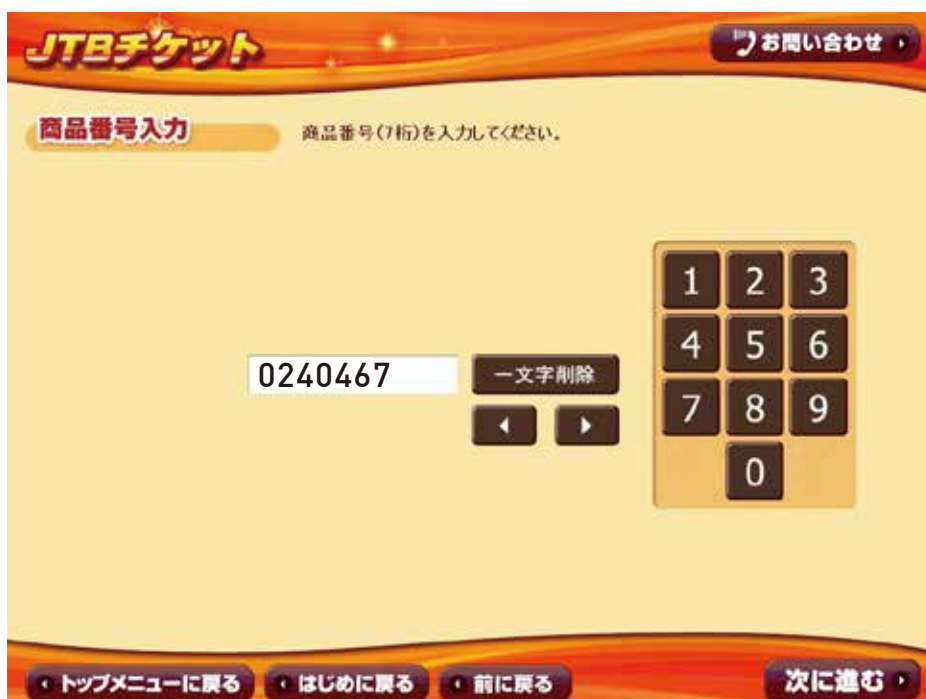 JTBチケット
お問い合わせ
商品番号入力
商品番号(7桁)を入力してください。
1 2 3
4 5 6
0240467
一文字削除
7 8 9
0
トップメニューに戻る
はじめに戻る
前に戻る
次に進む